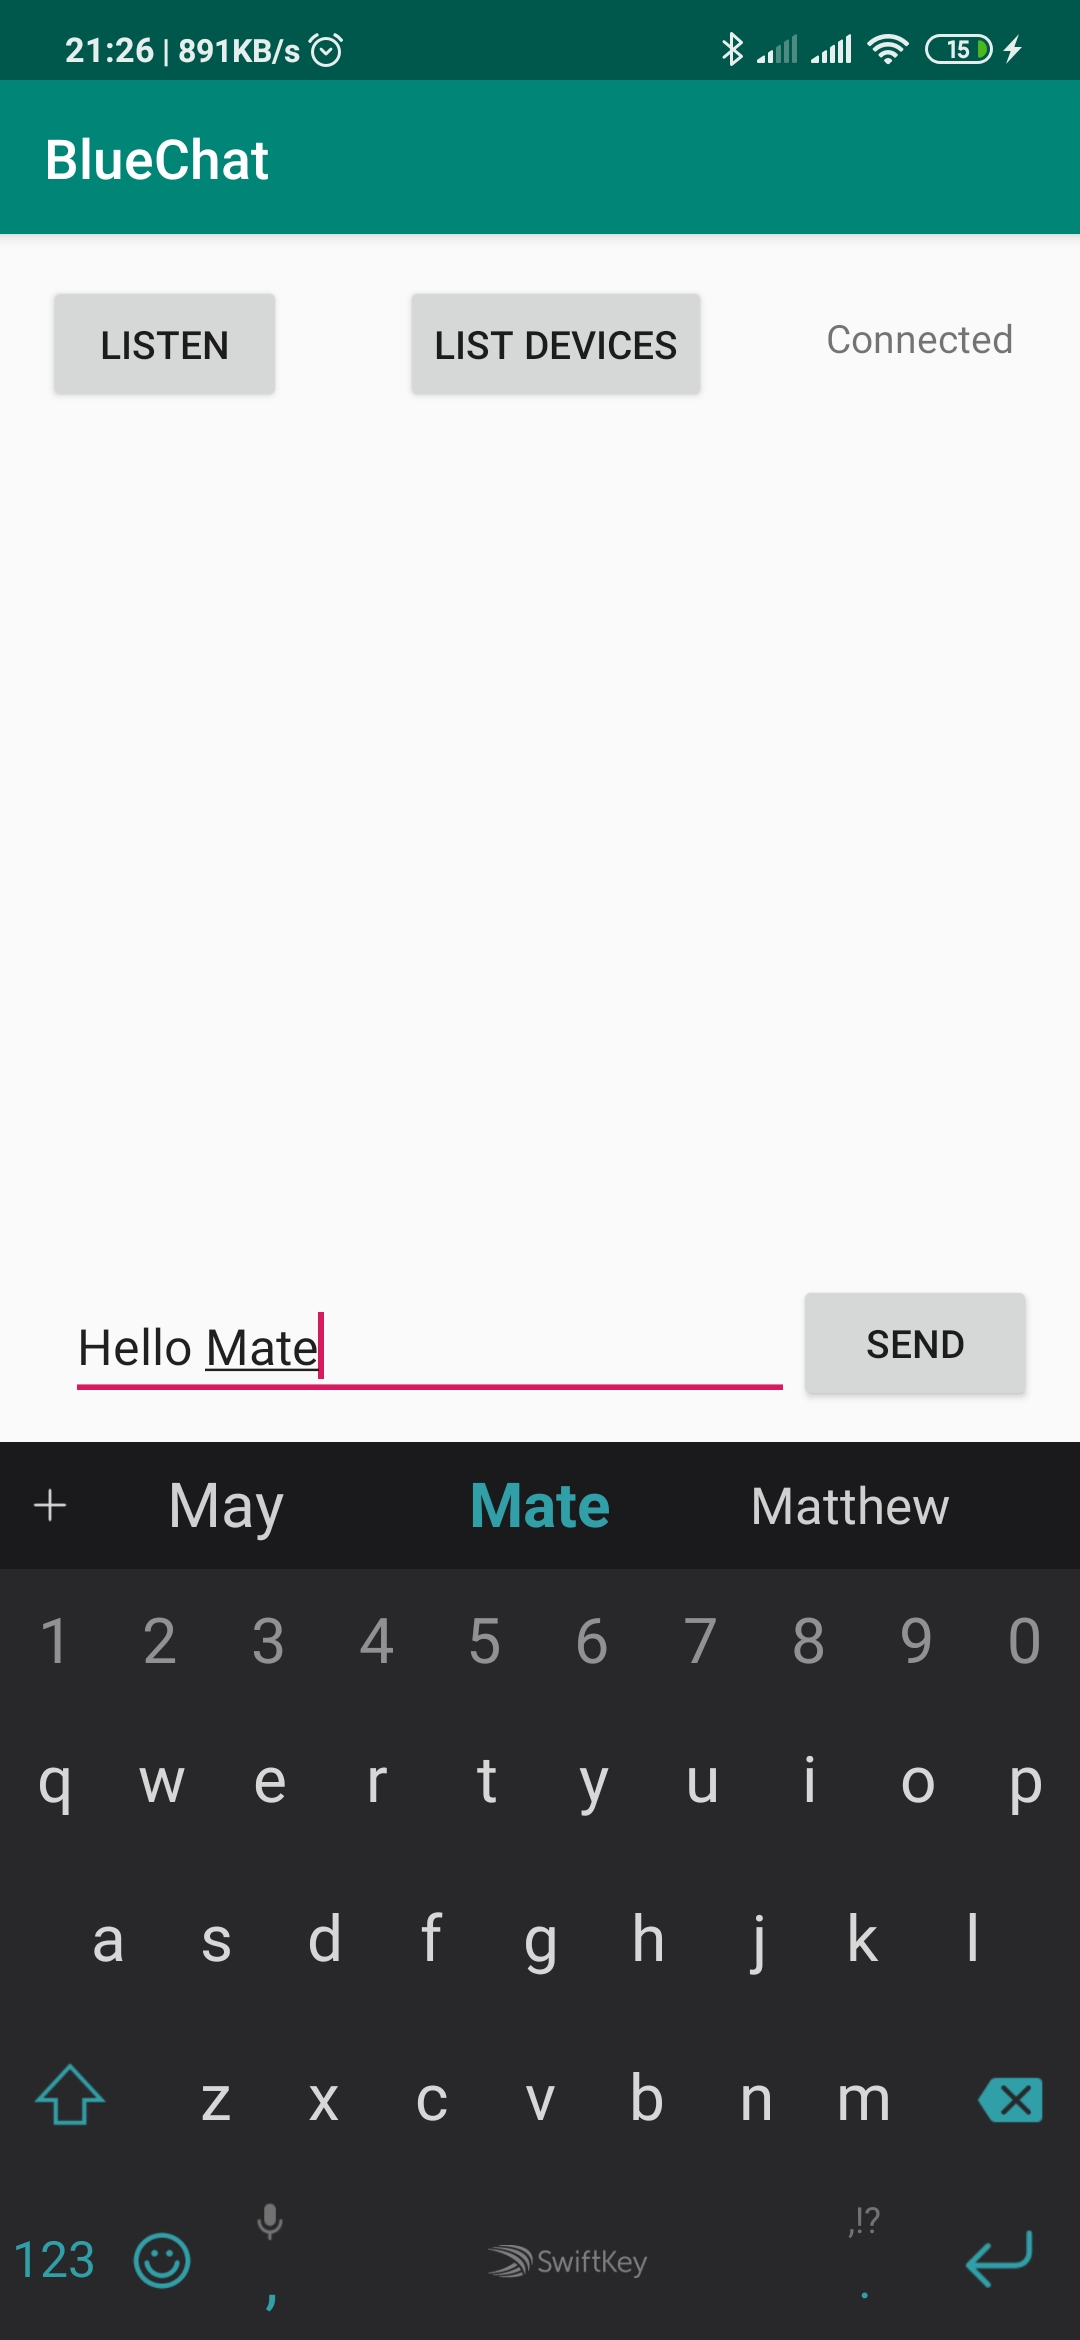 21:26 | 891KB/s 15
BlueChat
LISTEN LIST DEVICES Connected
Hello Mate SEND
+ May Mate Matthew
1 2 3 4 5 6 7 8 9 0
q w e r t y u i o p
a s d f g h j k l
z x c v b n m
,!?
123 , SwiftKey .